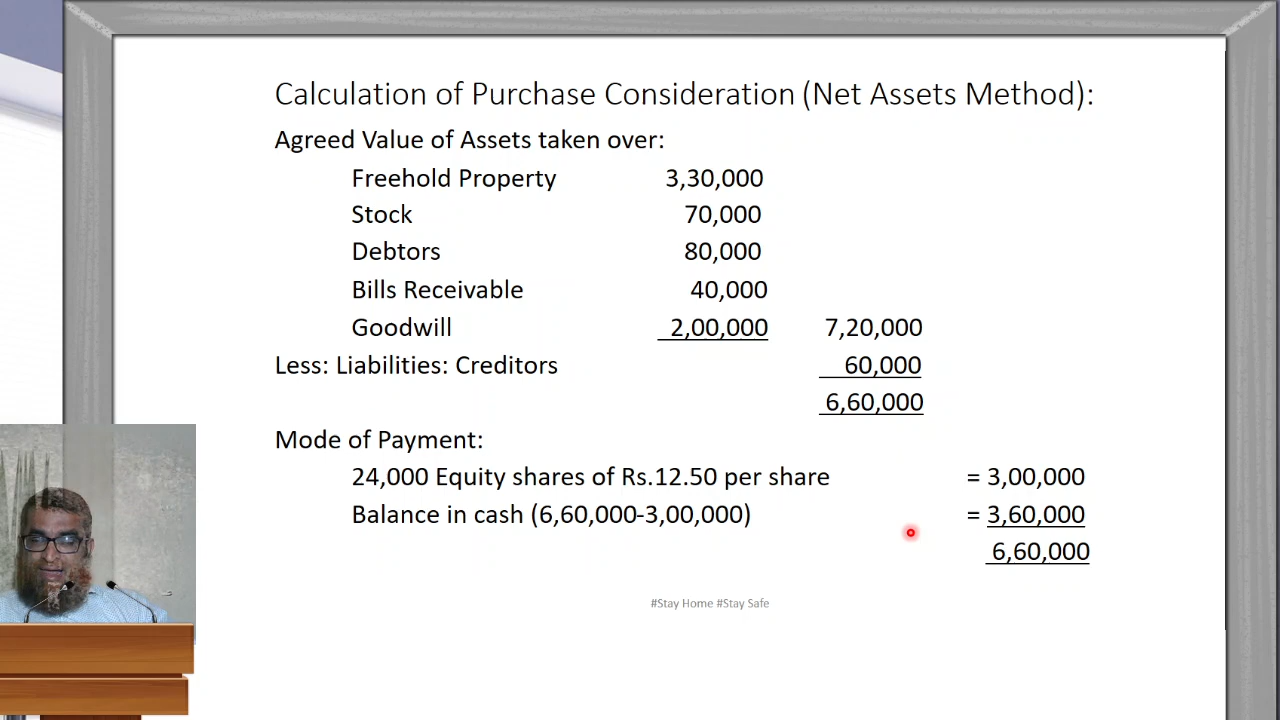 Calculation of Purchase Consideration (Net Assets Method):
Agreed Value of Assets taken over:
Freehold Property 3,30,000
Stock 70,000
Debtors 80,000
Bills Receivable 40,000
Goodwill 2,00,000 7,20,000
Less: Liabilities: Creditors 60,000
6,60,000
Mode of Payment:
24,000 Equity shares of Rs.12.50 per share = 3,00,000
Balance in cash (6,60,000-3,00,000) = 3,60,000
6,60,000
#Stay Home #Stay Safe